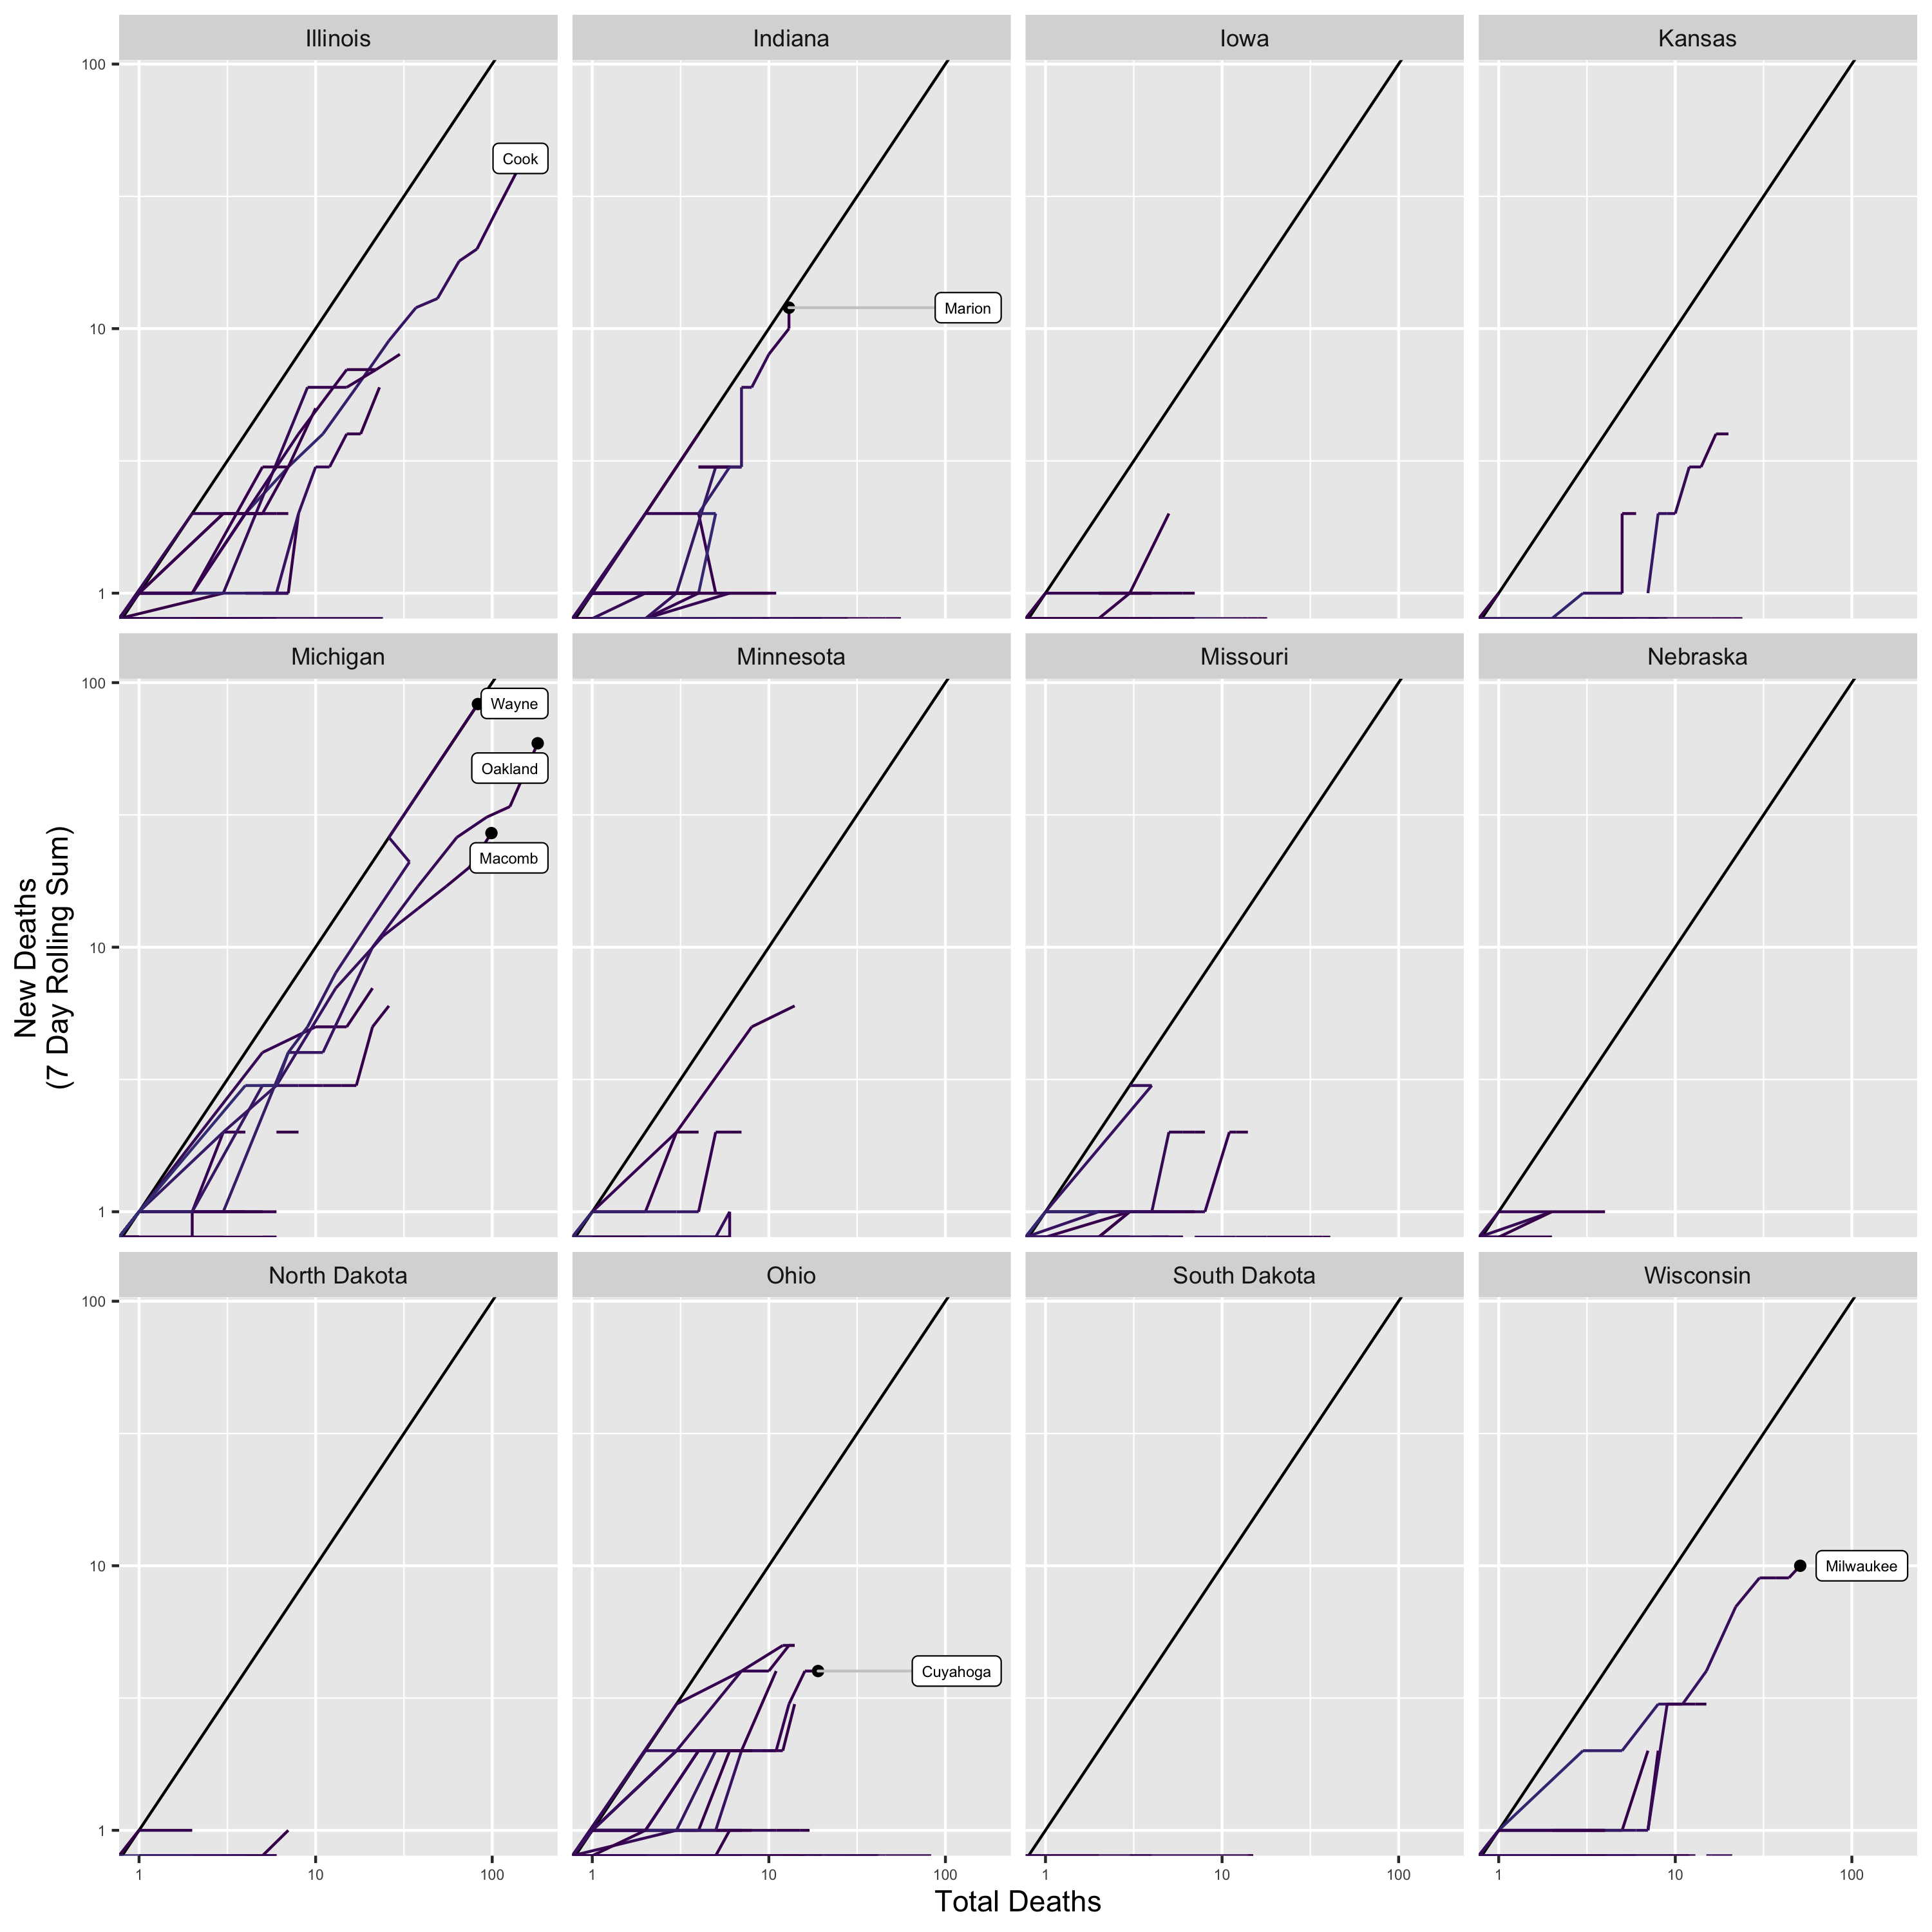 Illinois
Indiana
Iowa
Kansas
100
Cook
Marion
10
1
Michigan
Minnesota
Missouri
Nebraska
100
Wayne
Oakland
Macomb
10
1
New Deaths
(7 Day Rolling Sum)
North Dakota
Ohio
South Dakota
Wisconsin
100
10
Milwaukee
Cuyahoga
1
1 10 100 1 10 100 1 10 100 1 10 100
Total Deaths